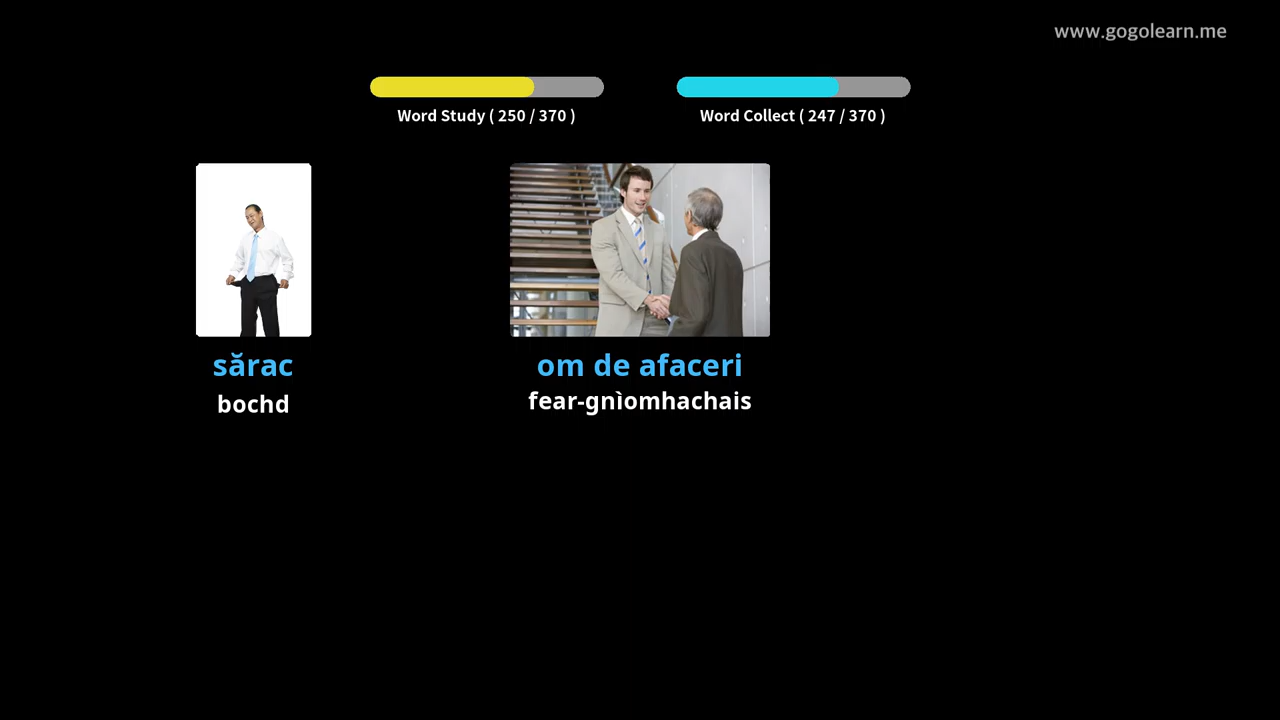 www.gogolearn.me
Word Study ( 250 / 370 )
Word Collect ( 247 / 370 )
sărac
bochd
om de afaceri
fear-gnìomhachais